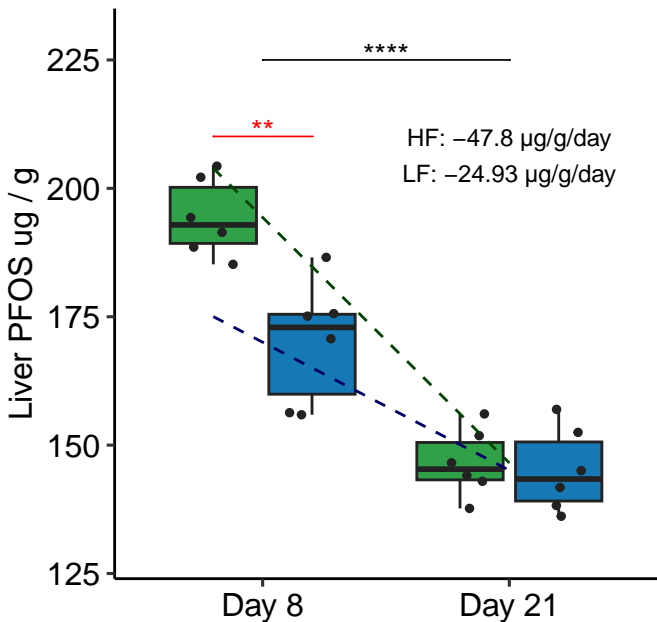 225
****
**
HF: −47.8 µg/g/day
LF: −24.93 µg/g/day
200
175
150
125
Liver PFOS ug / g
Day 8 Day 21